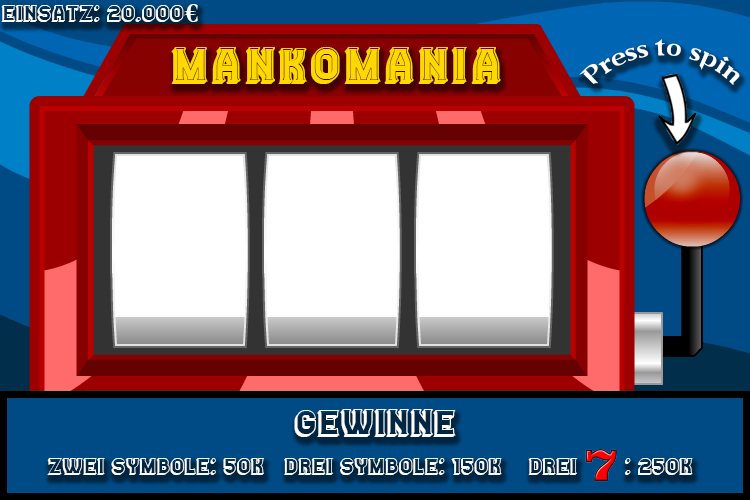 EINSATZ: 20.000€
MANKOMANIA
Press to spin
GEWINNE
ZWEI SYMBOLE: 50K DREI SYMBOLE: 150K DREI 7: 250K